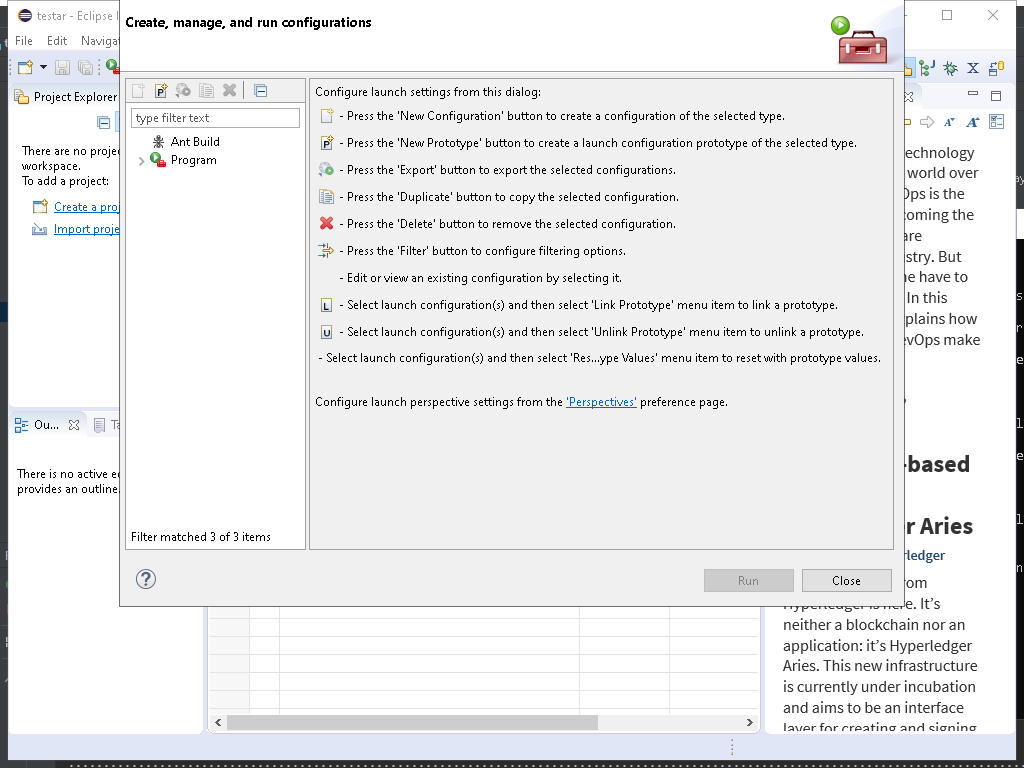 testar - Eclipse I
File Edit Navigat
Create, manage, and run configurations
Project Explorer
There are no proje
workspace.
To add a project:
Create a proj
Import proje
type filter text
Ant Build
Program
Filter matched 3 of 3 items
Configure launch settings from this dialog:
- Press the 'New Configuration' button to create a configuration of the selected type.
- Press the 'New Prototype' button to create a launch configuration prototype of the selected type.
- Press the 'Export' button to export the selected configurations.
- Press the 'Duplicate' button to copy the selected configuration.
- Press the 'Delete' button to remove the selected configuration.
- Press the 'Filter' button to configure filtering options.
- Edit or view an existing configuration by selecting it.
L - Select launch configuration(s) and then select 'Link Prototype' menu item to link a prototype.
U - Select launch configuration(s) and then select 'Unlink Prototype' menu item to unlink a prototype.
- Select launch configuration(s) and then select 'Res...ype Values' menu item to reset with prototype values.
Configure launch perspective settings from the 'Perspectives' preference page.
Run
Close
Ou...
Ta
There is no active e
provides an outline.
echnology
world over
Ops is the
coming the
are
stry. But
ne have to
In this
plains how
evOps make
-based
r Aries
rledger
rom
Hyperledger is here. It's
neither a blockchain nor an
application: it's Hyperledger
Aries. This new infrastructure
is currently under incubation
and aims to be an interface
layer for creating and signing